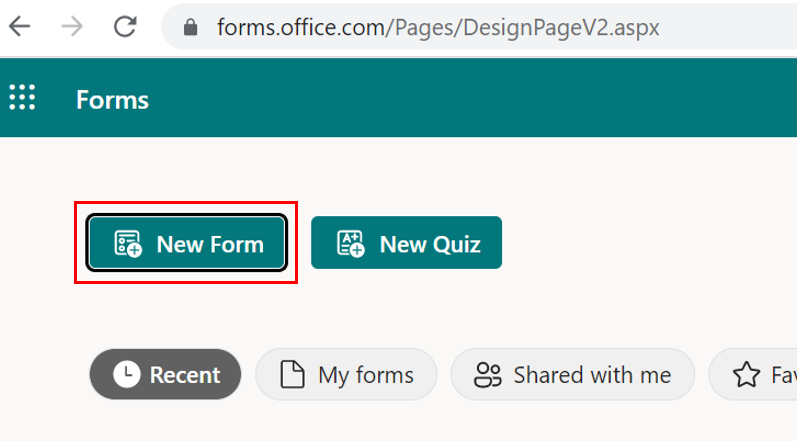 forms.office.com/Pages/DesignPageV2.aspx
Forms
New Form
A+ New Quiz
Recent My forms Shared with me